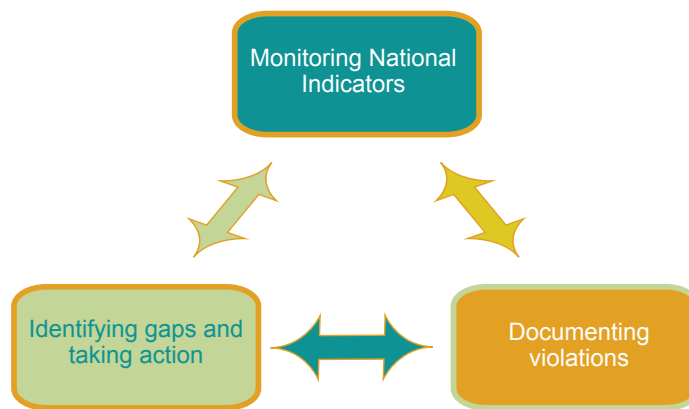 Monitoring National
Indicators
Identifying gaps and
taking action
Documenting
violations